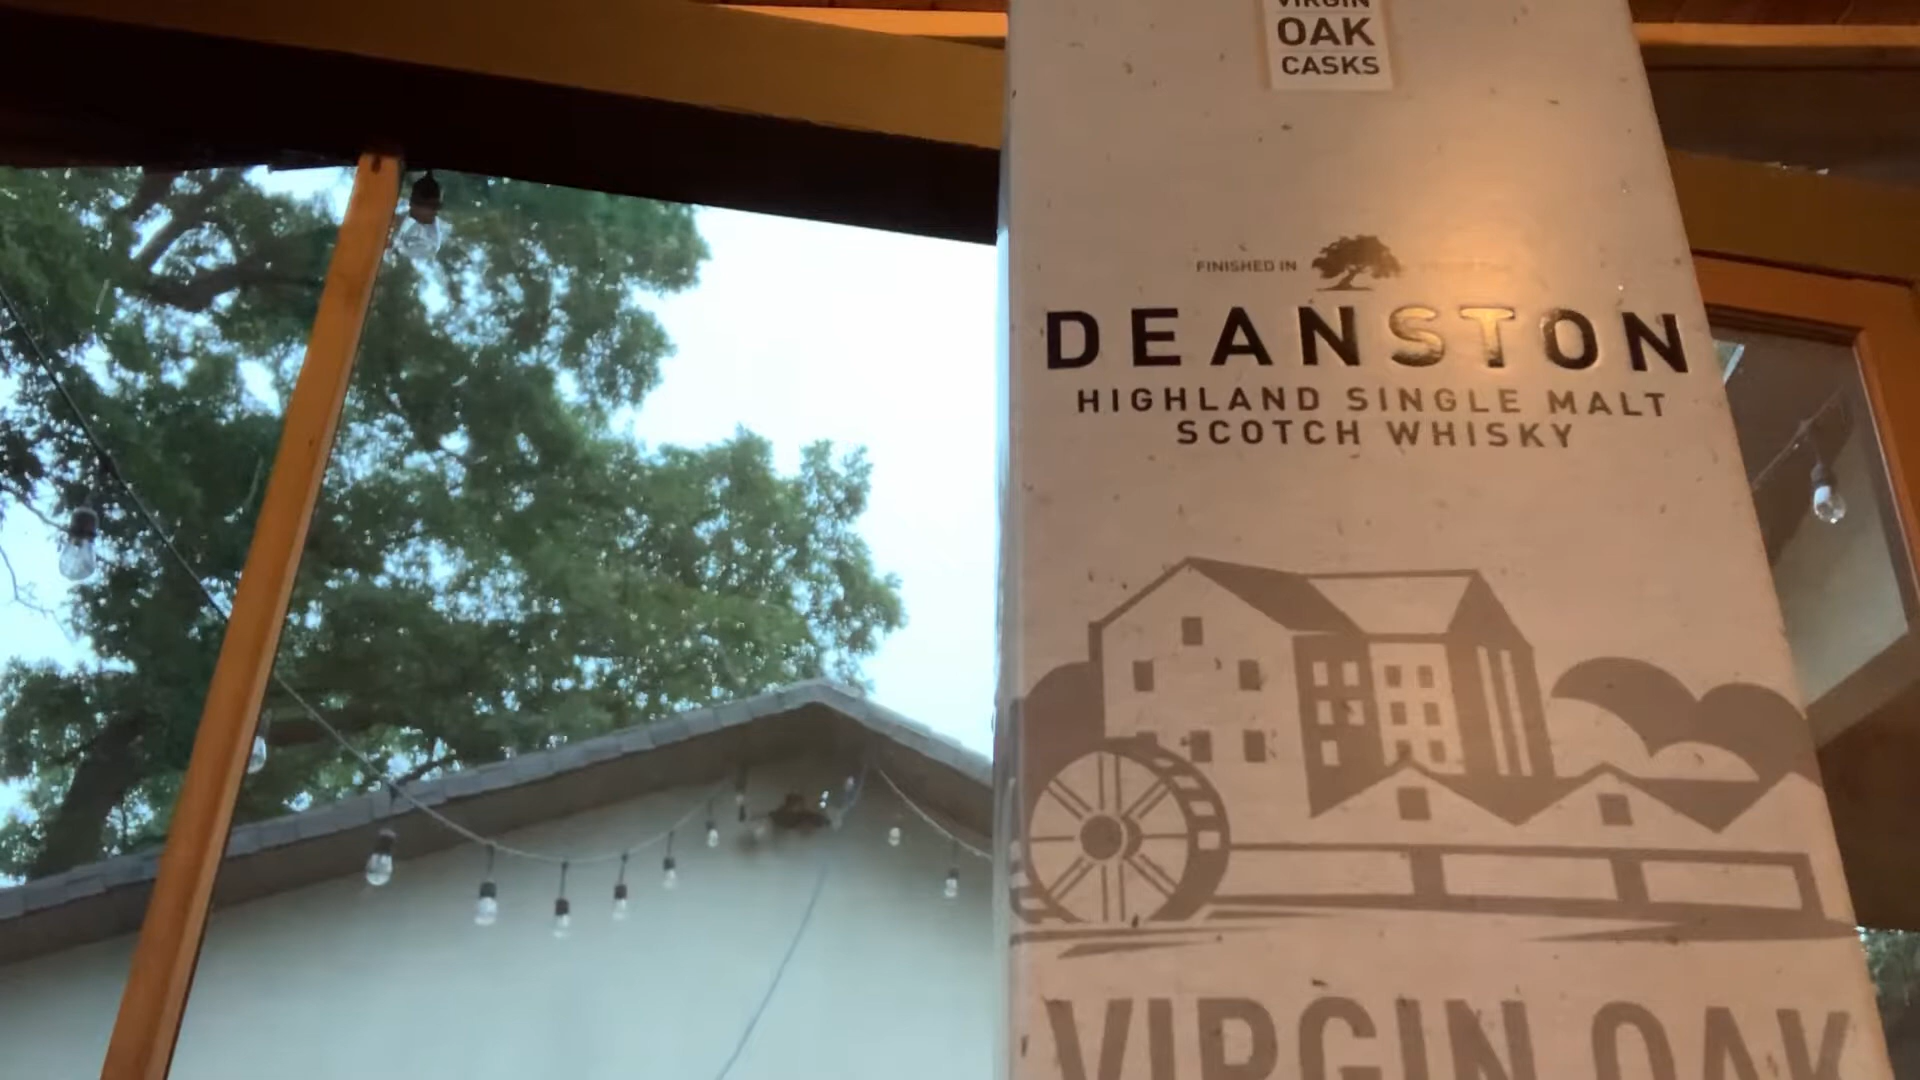 VIRGIN
OAK
CASKS
FINISHED IN
DEANSTON
HIGHLAND SINGLE MALT
SCOTCH WHISKY
VIRGIN OAK